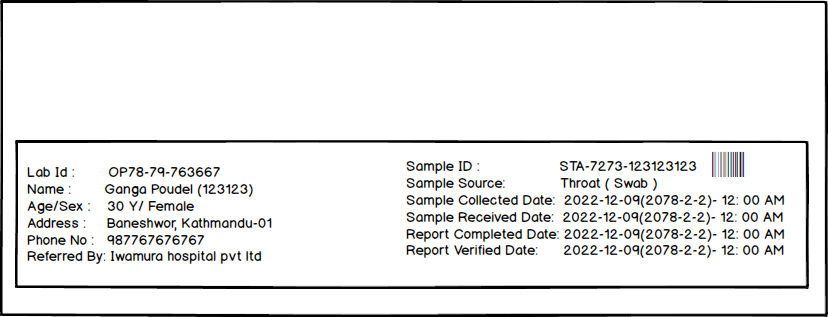 Lab Id : OP78-79-763667
Name : Ganga Poudel (123123)
Age/Sex : 30 Y/ Female
Address : Baneshwor, Kathmandu-01
Phone No : 987767676767
Referred By: Iwamura hospital pvt ltd
Sample ID : STA-7273-123123123
Sample Source: Throat ( Swab )
Sample Collected Date: 2022-12-09(2078-2-2)- 12: 00 AM
Sample Received Date: 2022-12-09(2078-2-2)- 12: 00 AM
Report Completed Date: 2022-12-09(2078-2-2)- 12: 00 AM
Report Verified Date: 2022-12-09(2078-2-2)- 12: 00 AM